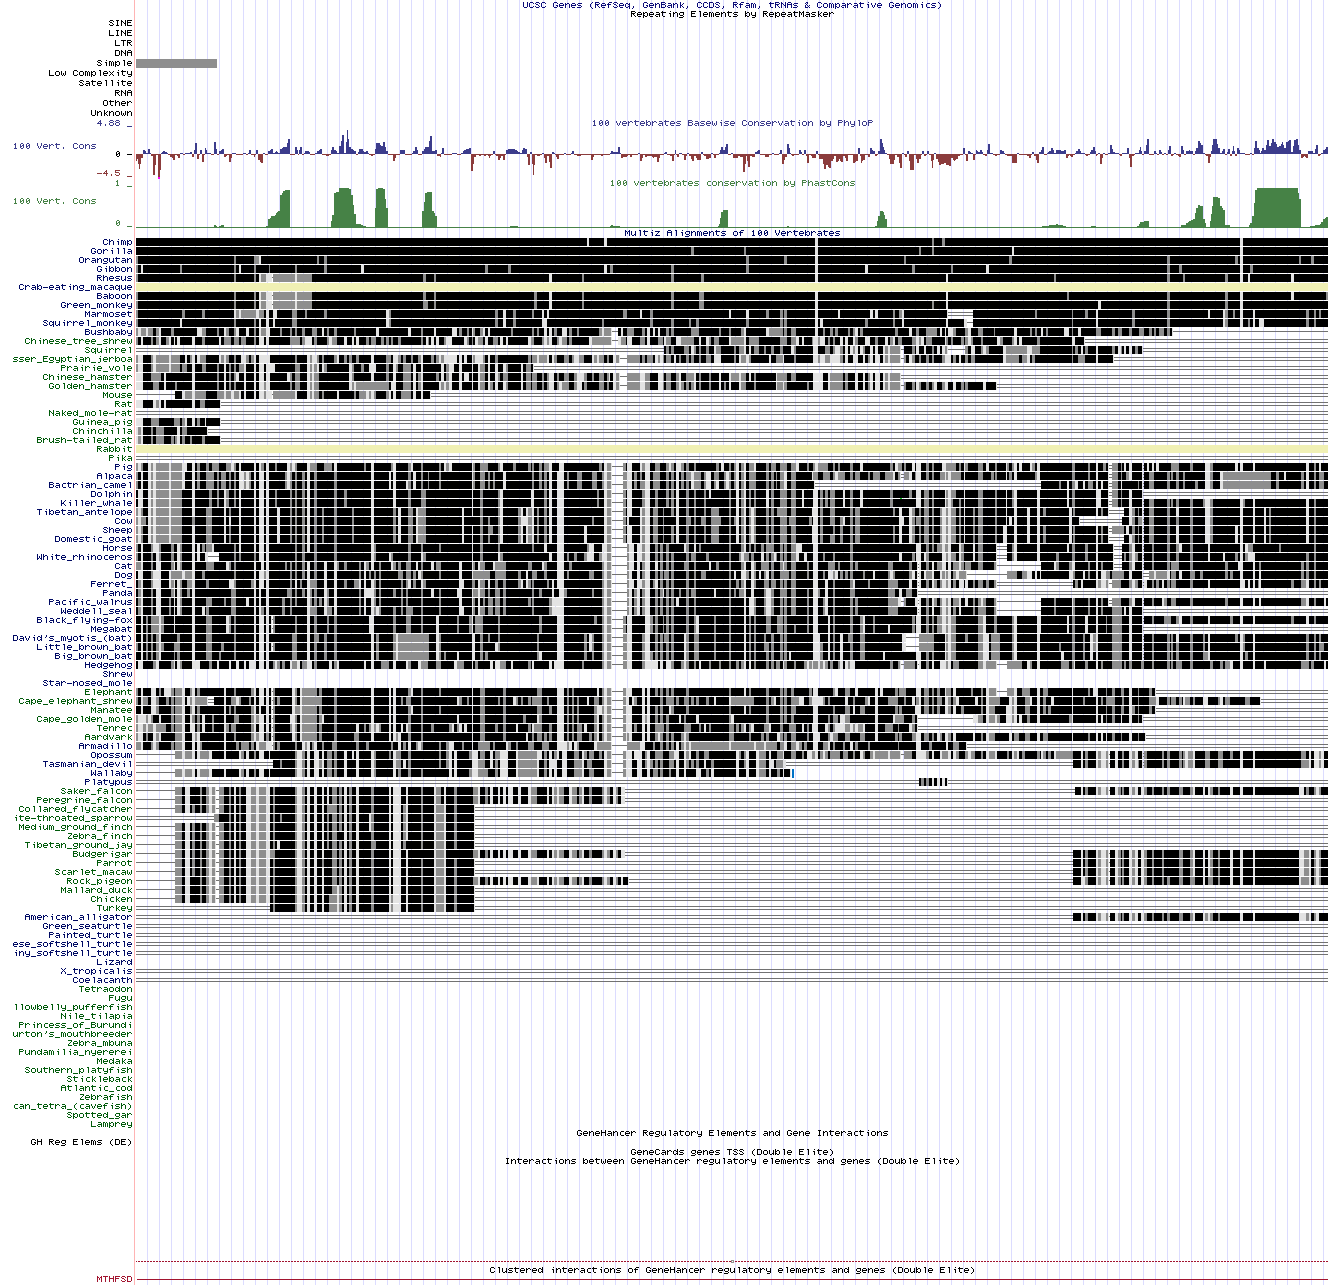 UCSC Genes (RefSeq, GenBank, CCDS, Rfam, tRNAs & Comparative Genomics)
Repeating Elements by RepeatMasker
SINE
LINE
LTR
DNA
Simple
Low Complexity
Satellite
RNA
Other
Unknown
100 vertebrates Basewise Conservation by PhyloP
4.88 _
100 Vert. Cons
0 -
-4.5 _
100 vertebrates conservation by PhastCons
1 _
100 Vert. Cons
0 _
Multiz Alignments of 100 Vertebrates
Chimp
Gorilla
Orangutan
Gibbon
Rhesus
Crab-eating_macaque
Baboon
Green_monkey
Marmoset
Squirrel_monkey
Bushbaby
Chinese_tree_shrew
Squirrel
sser_Egyptian_jerboa
Prairie_vole
Chinese_hamster
Golden_hamster
Mouse
Rat
Naked_mole-rat
Guinea_pig
Chinchilla
Brush-tailed_rat
Rabbit
Pika
Pig
Alpaca
Bactrian_camel
Dolphin
Killer_whale
Tibetan_antelope
Cow
Sheep
Domestic_goat
Horse
White_rhinoceros
Cat
Dog
Ferret_
Panda
Pacific_walrus
Weddell_seal
Black_flying-fox
Megabat
David's_myotis_(bat)
Little_brown_bat
Big_brown_bat
Hedgehog
Shrew
Star-nosed_mole
Elephant
Cape_elephant_shrew
Manatee
Cape_golden_mole
Tenrec
Aardvark
Armadillo
Opossum
Tasmanian_devil
Wallaby
Platypus
Saker_falcon
Peregrine_falcon
Collared_flycatcher
ite-throated_sparrow
Medium_ground_finch
Zebra_finch
Tibetan_ground_jay
Budgerigar
Parrot
Scarlet_macaw
Rock_pigeon
Mallard_duck
Chicken
Turkey
American_alligator
Green_seaturtle
Painted_turtle
ese_softshell_turtle
iny_softshell_turtle
Lizard
X_tropicalis
Coelacanth
Tetraodon
Fugu
llowbelly_pufferfish
Nile_tilapia
Princess_of_Burundi
urton's_mouthbreeder
Zebra_mbuna
Pundamilia_nyererei
Medaka
Southern_platyfish
Stickleback
Atlantic_cod
Zebrafish
can_tetra_(cavefish)
Spotted_gar
Lamprey
GeneHancer Regulatory Elements and Gene Interactions
GH Reg Elems (DE)
GeneCards genes TSS (Double Elite)
Interactions between GeneHancer regulatory elements and genes (Double Elite)
Clustered interactions of GeneHancer regulatory elements and genes (Double Elite)
MTHFSD